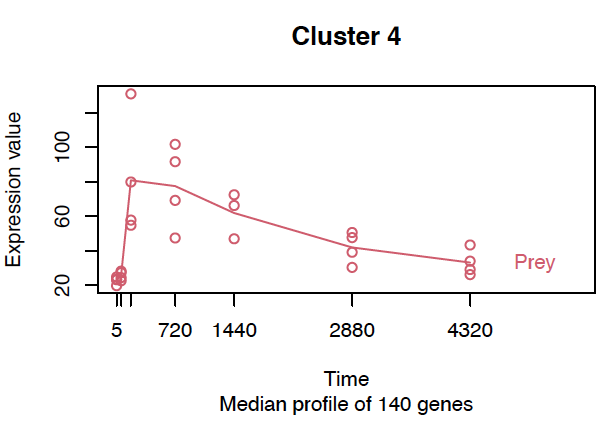 Cluster 4
Expression value
100
60
20
Prey
5 720 1440 2880 4320
Time
Median profile of 140 genes